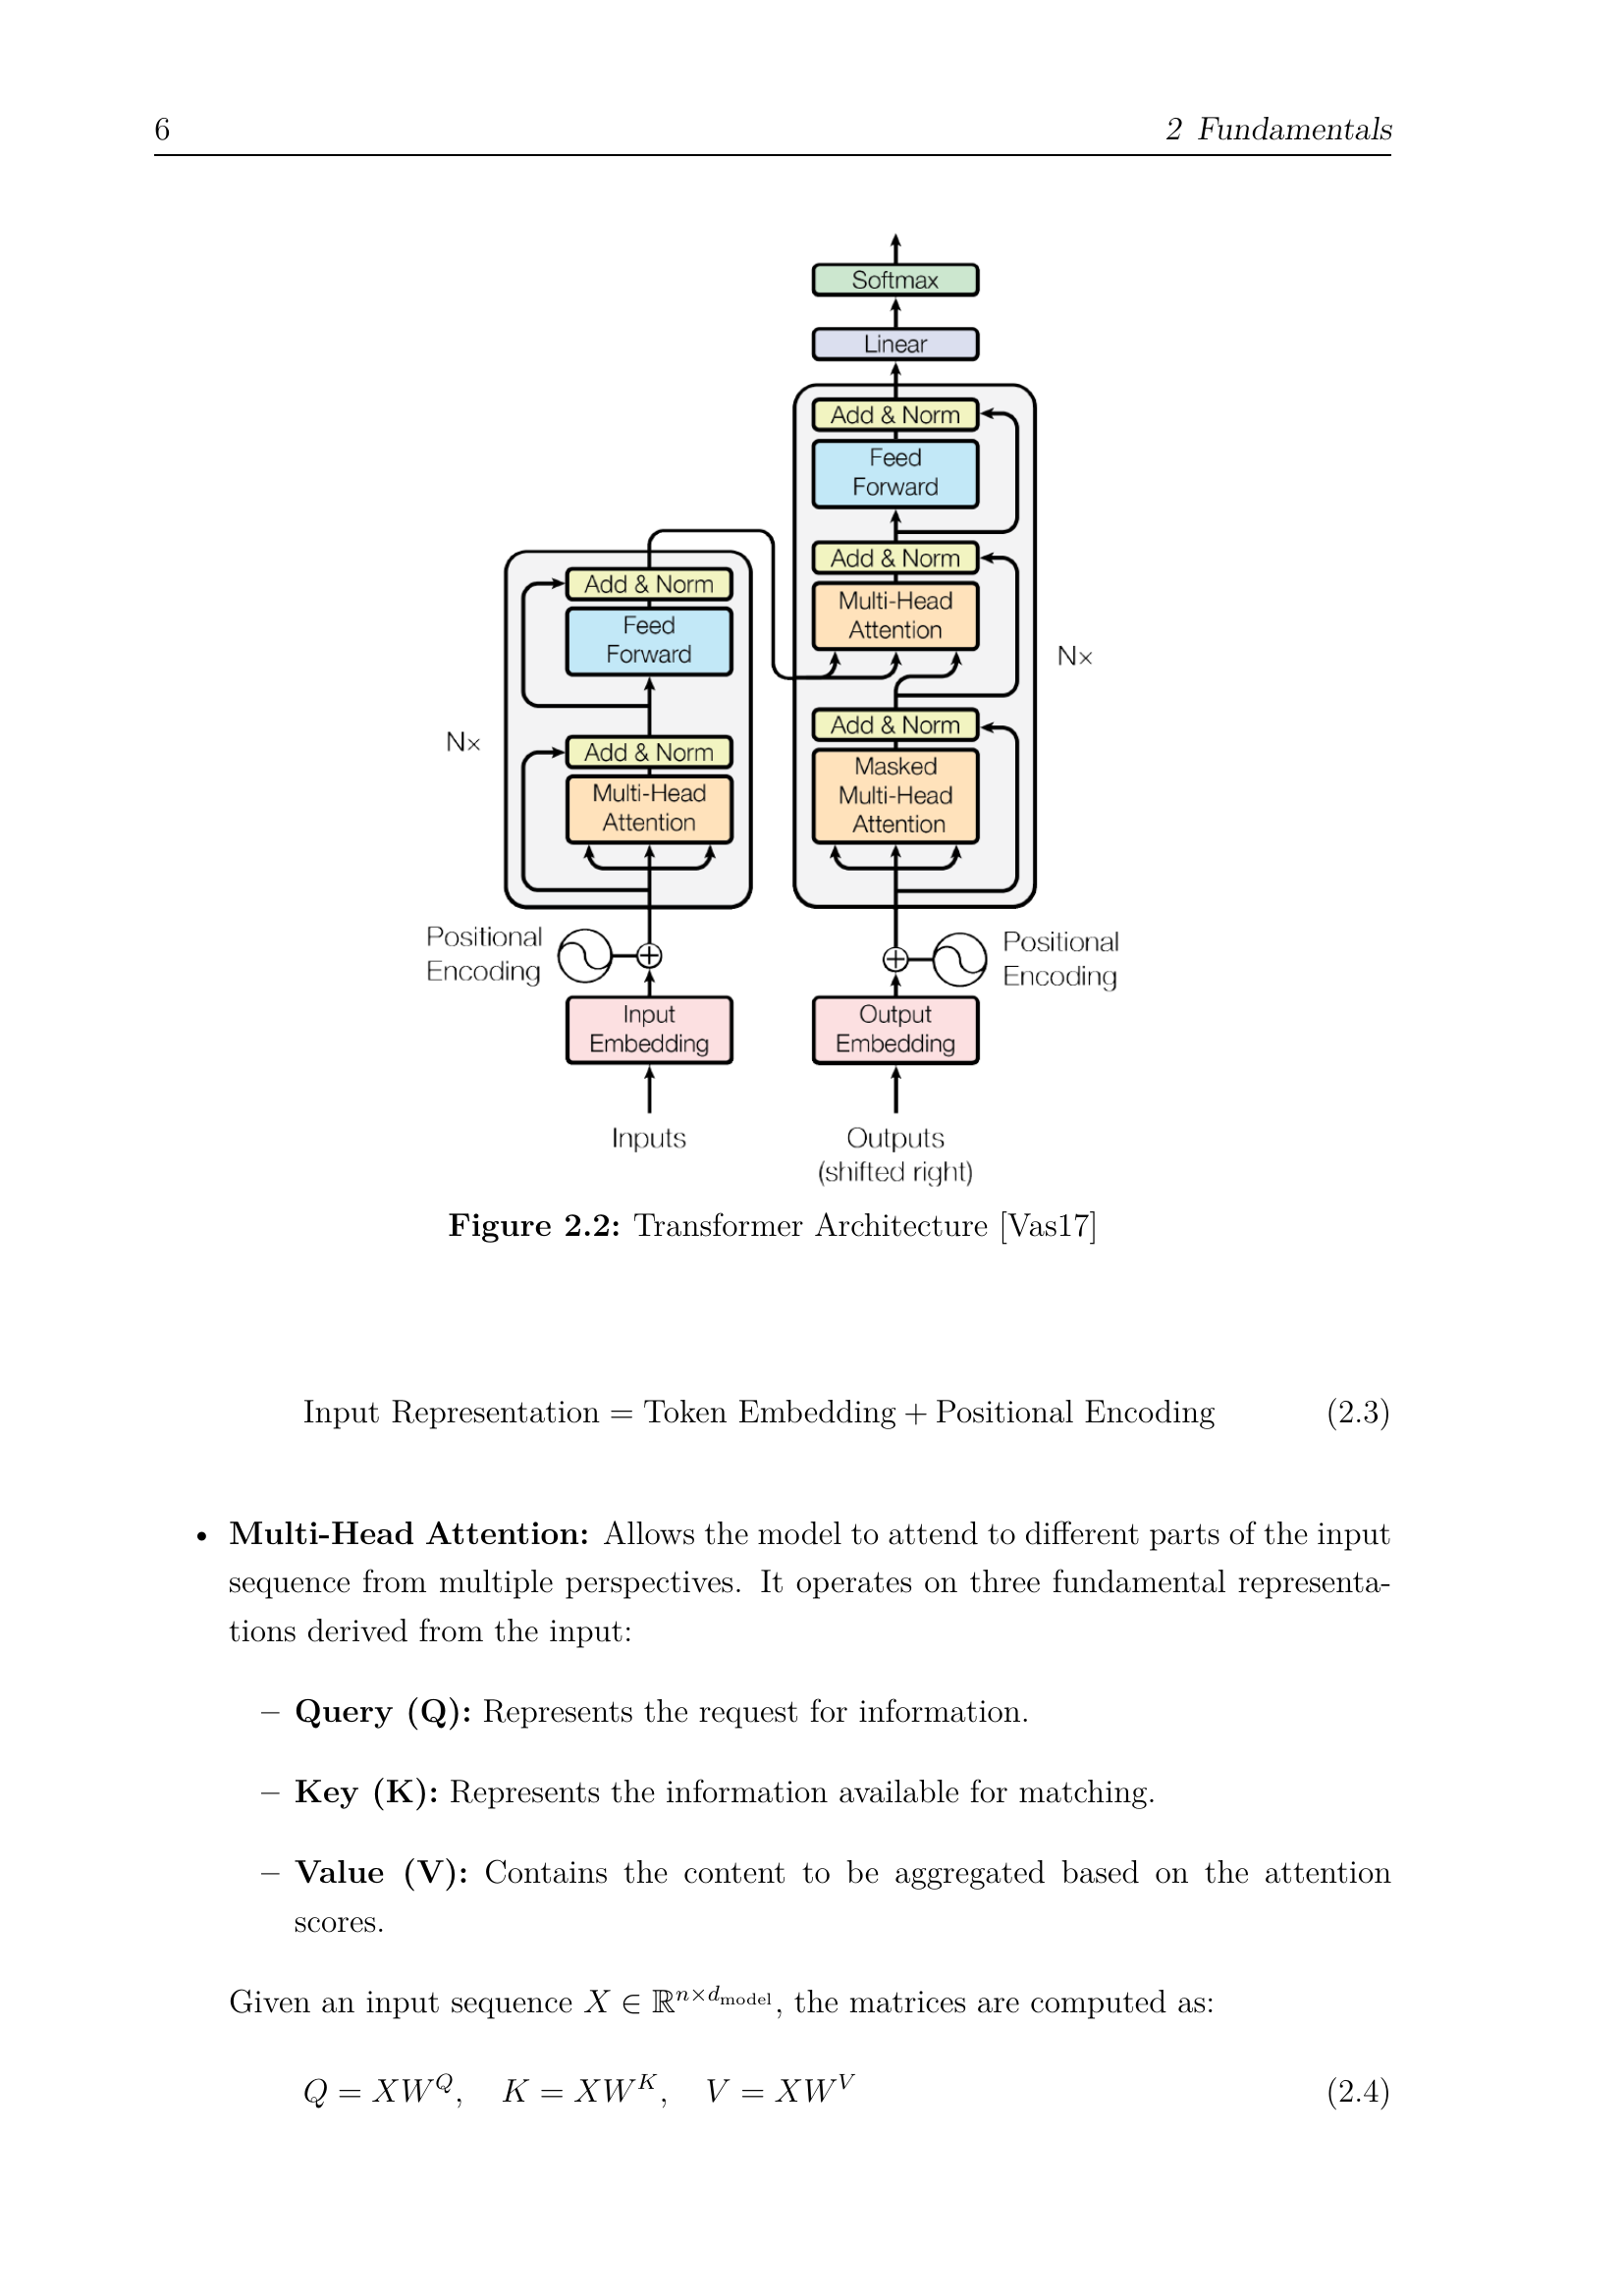 6
2 Fundamentals
Softmax
Linear
Add & Norm
Feed
Forward
Add & Norm
Multi-Head
Attention
Add & Norm
Masked
Multi-Head
Attention
N×
Add & Norm
Feed
Forward
Add & Norm
Multi-Head
Attention
N×
Positional
Encoding
Positional
Encoding
Input
Embedding
Output
Embedding
Inputs
Outputs
(shifted right)
Figure 2.2: Transformer Architecture [Vas17]
Input Representation = Token Embedding + Positional Encoding (2.3)
• Multi-Head Attention: Allows the model to attend to different parts of the input
sequence from multiple perspectives. It operates on three fundamental representa-
tions derived from the input:
– Query (Q): Represents the request for information.
– Key (K): Represents the information available for matching.
– Value (V): Contains the content to be aggregated based on the attention
scores.
Given an input sequence $X \in \mathbb{R}^{n \times d_{\text{model}}}$, the matrices are computed as:
$Q = XW^Q, \quad K = XW^K, \quad V = XW^V$ (2.4)